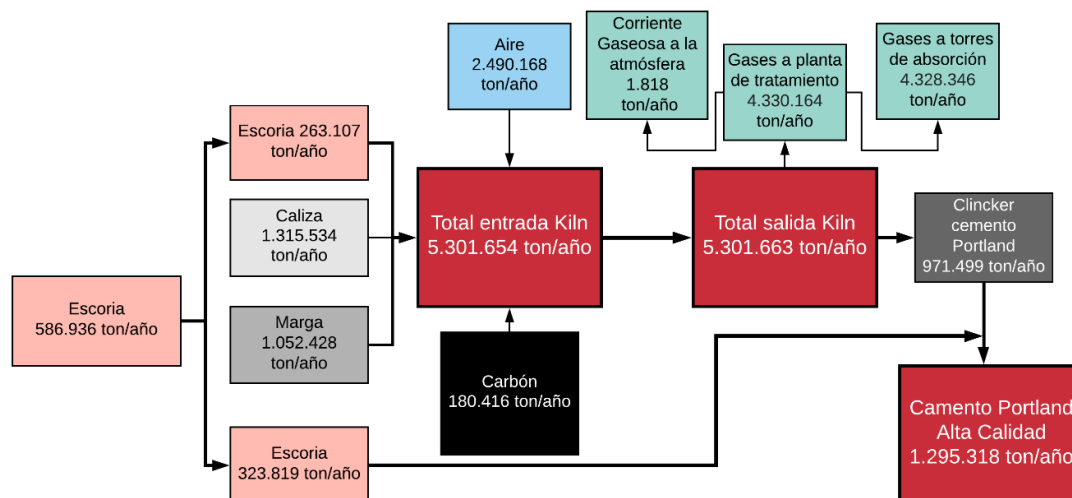 Escoria
586.936 ton/año
Escoria 263.107
ton/año
Caliza
1.315.534
ton/año
Marga
1.052.428
ton/año
Escoria
323.819 ton/año
Aire
2.490.168
ton/año
Total entrada Kiln
5.301.654 ton/año
Carbón
180.416 ton/año
Corriente
Gaseosa a la
atmósfera
1.818
ton/año
Gases a planta
de tratamiento
4.330.164
ton/año
Gases a torres
de absorción
4.328.346
ton/año
Total salida Kiln
5.301.663 ton/año
Clincker
cemento
Portland
971.499 ton/año
Camento Portland
Alta Calidad
1.295.318 ton/año